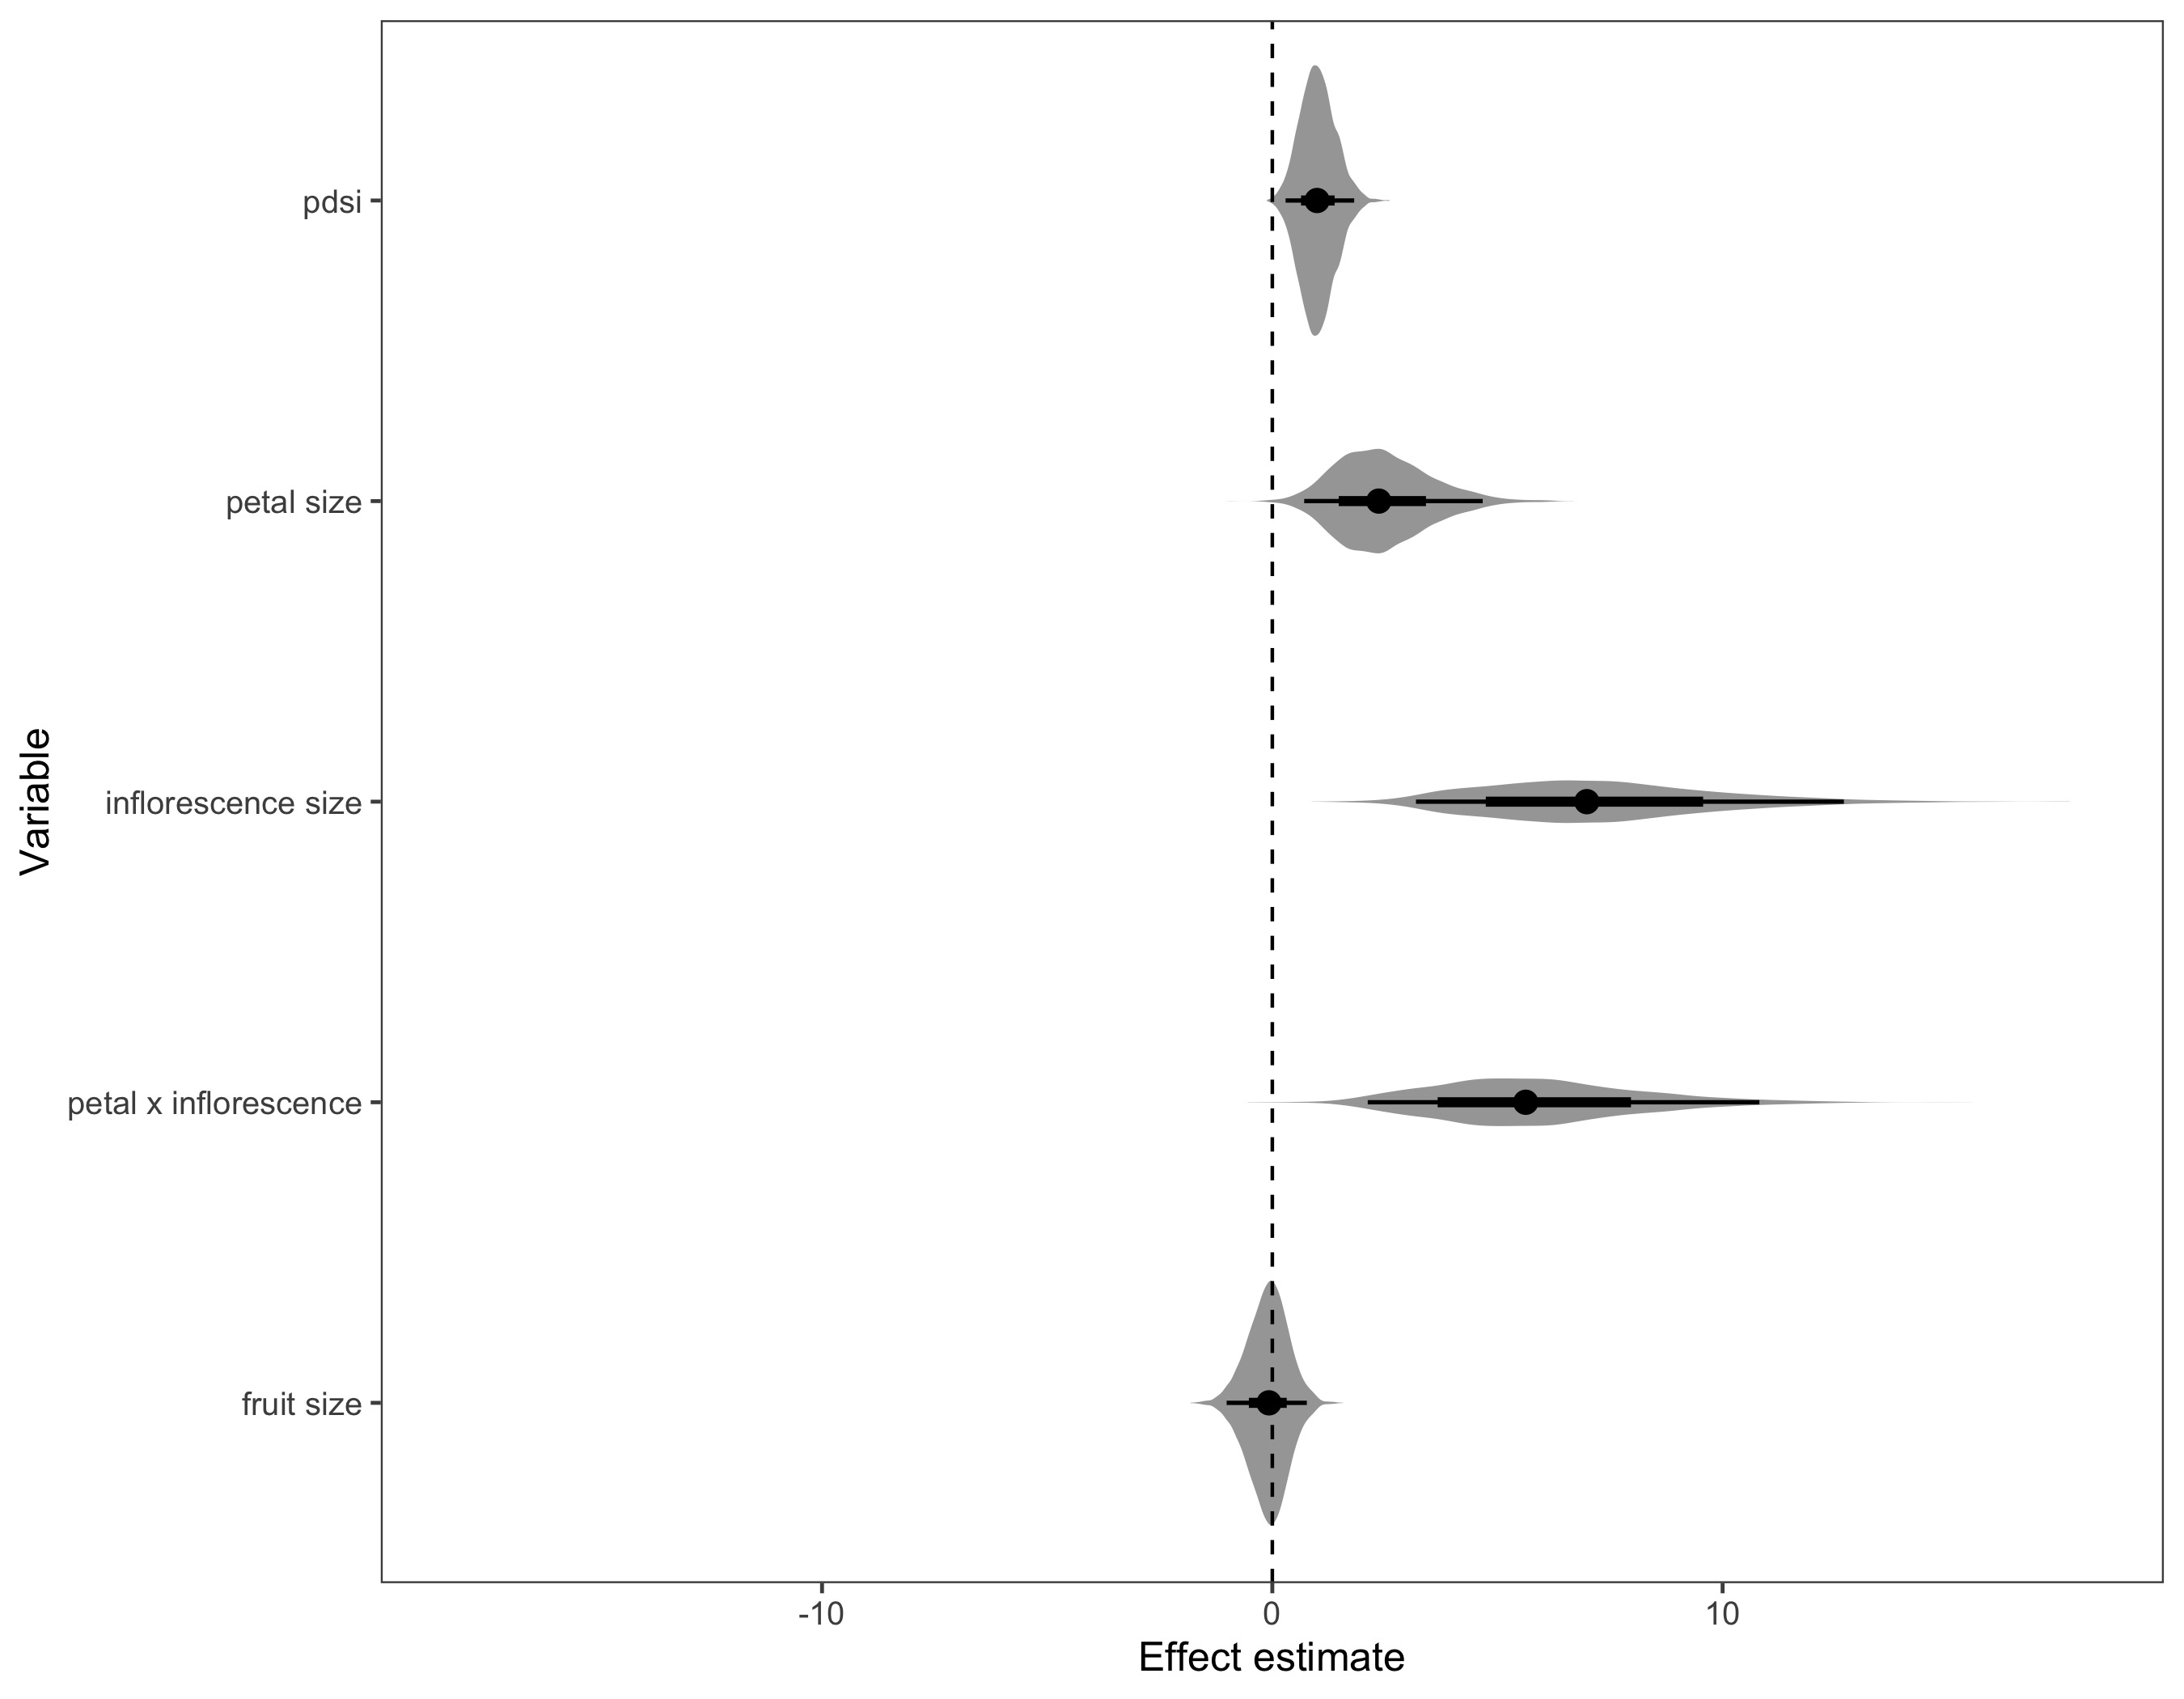 Variable
pdsi
petal size
inflorescence size
petal x inflorescence
fruit size
-10
0
10
Effect estimate